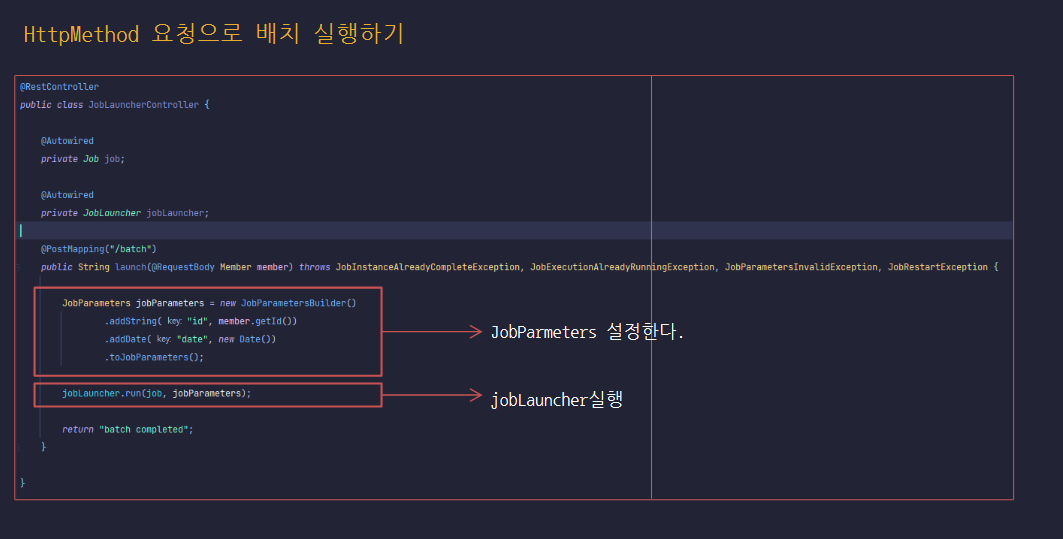 HttpMethod 요청으로 배치 실행하기
@RestController
public class JobLauncherController {
@Autowired
private Job job;
@Autowired
private JobLauncher jobLauncher;
@PostMapping("/batch")
public String launch(@RequestBody Member member) throws JobInstanceAlreadyCompleteException, JobExecutionAlreadyRunningException, JobParametersInvalidException, JobRestartException {
JobParameters jobParameters = new JobParametersBuilder()
.addString( key: "id", member.getId())
.addDate( key: "date", new Date())
.toJobParameters();
JobParmeters 설정한다.
jobLauncher.run(job, jobParameters);
jobLauncher실행
return "batch completed";
}
}